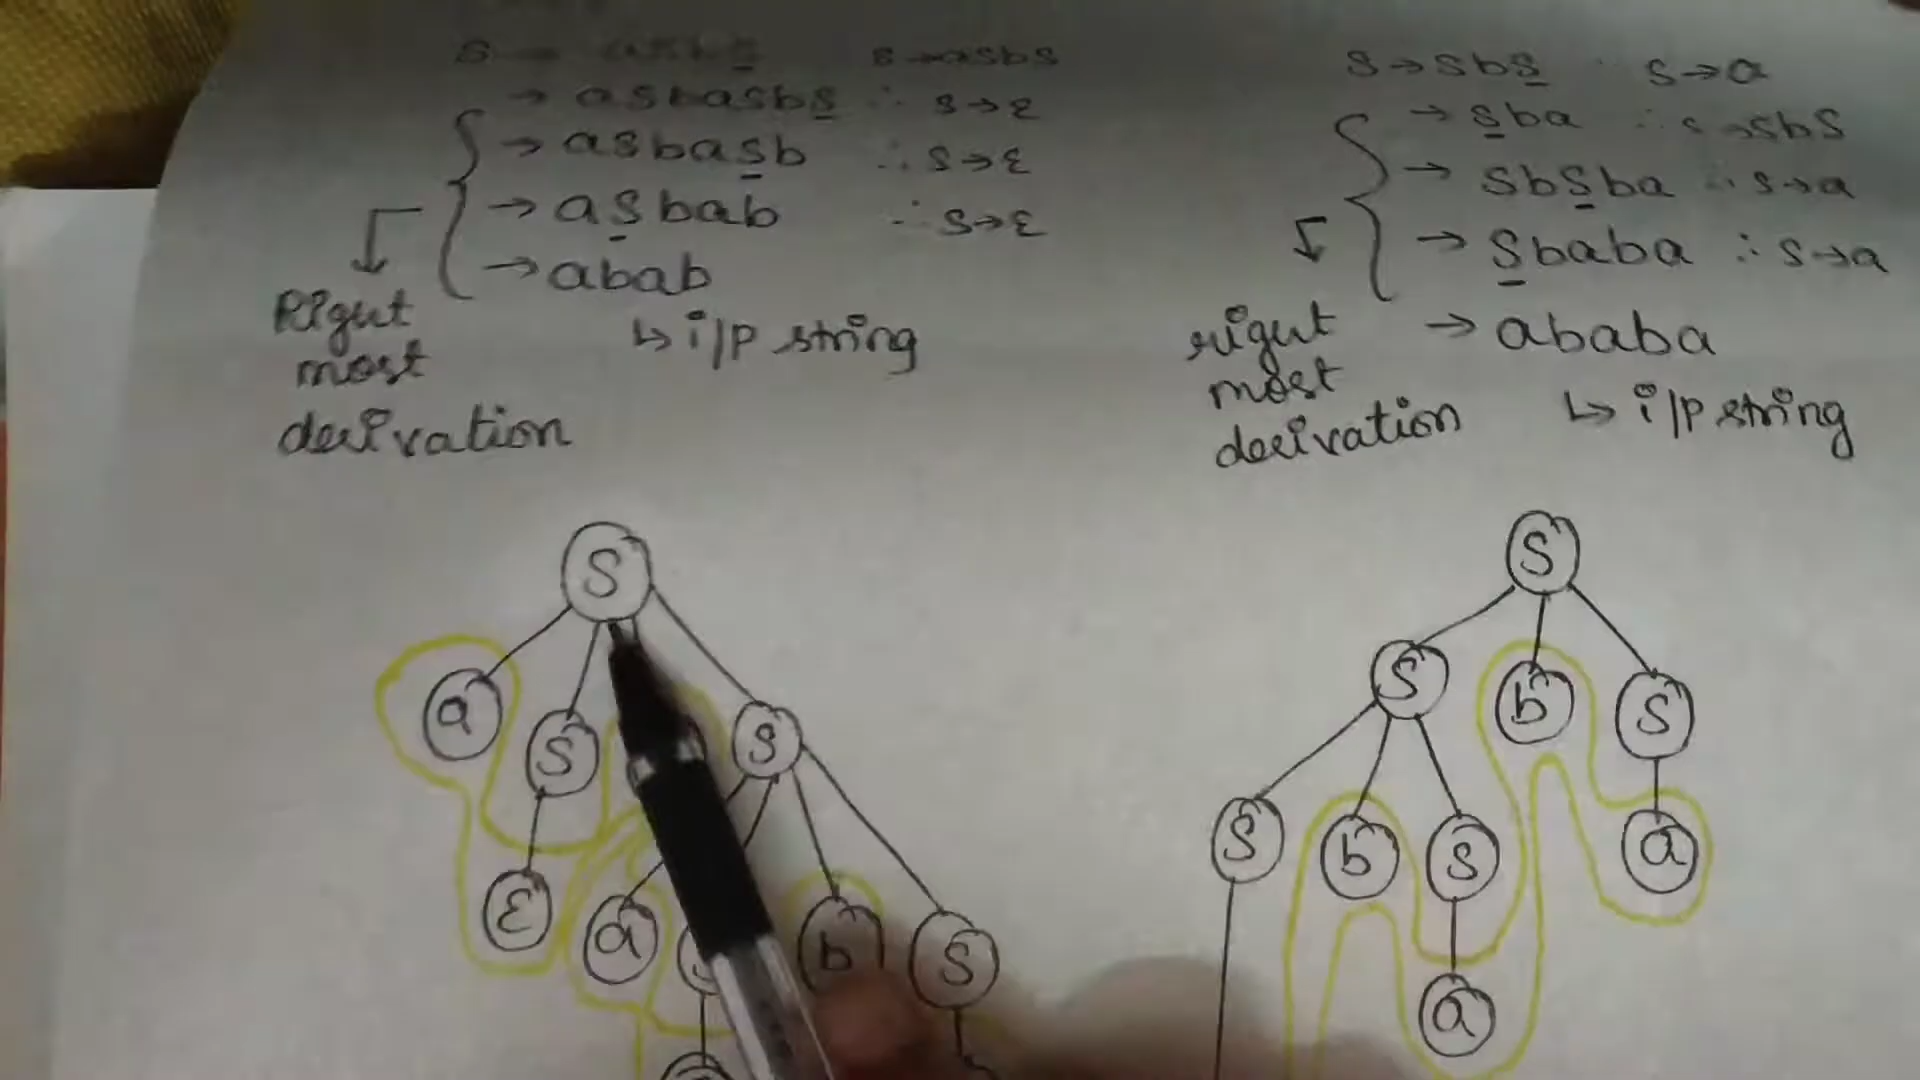 S → asbs s→asbs
→ asbasbs ∴ s→ε
→ asbasb ∴ s→ε
→ asbab ∴ s→ε
→ abab
↳ i/p string
Right
most
derivation
S→sbs s→a
→ sba ∴ s→sbs
→ sbsba ∴ s→a
→ sbaba ∴ s→a
→ ababa
↳ i/p string
right
most
derivation
S
a S S
ε a b S
S
S b S
S b S a
a